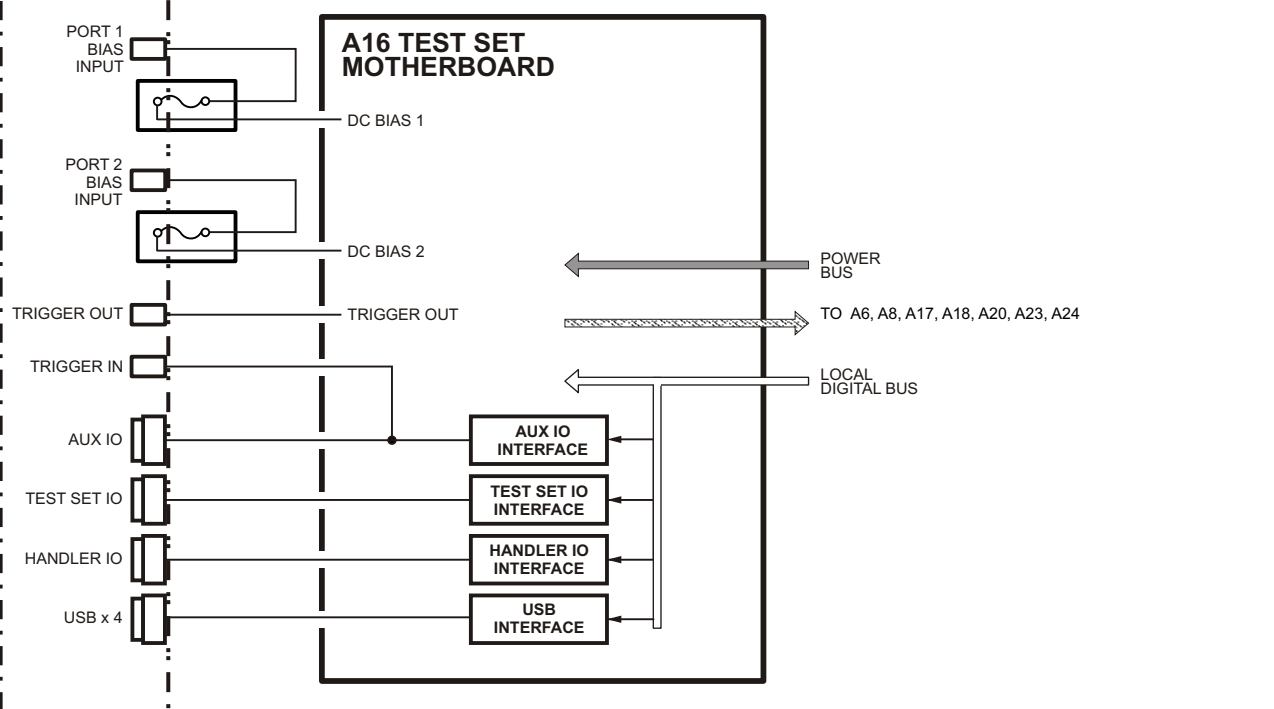 PORT 1
BIAS
INPUT
A16 TEST SET
MOTHERBOARD
DC BIAS 1
PORT 2
BIAS
INPUT
DC BIAS 2
POWER
BUS
TRIGGER OUT
TRIGGER OUT
TO A6, A8, A17, A18, A20, A23, A24
TRIGGER IN
LOCAL
DIGITAL BUS
AUX IO
AUX IO
INTERFACE
TEST SET IO
TEST SET IO
INTERFACE
HANDLER IO
HANDLER IO
INTERFACE
USB x 4
USB
INTERFACE